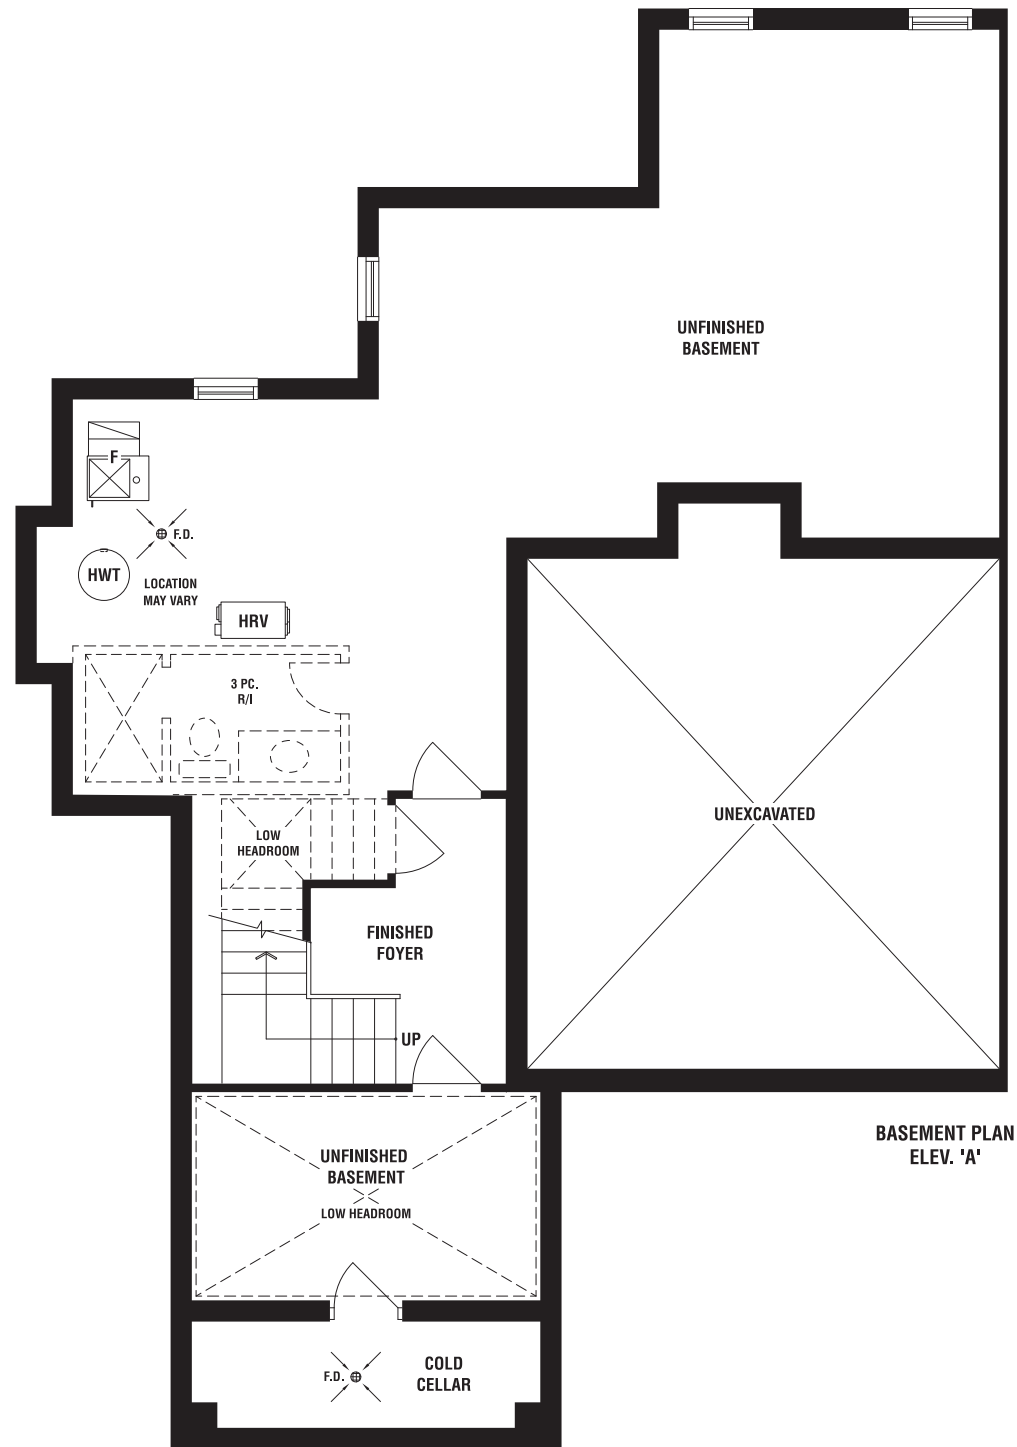 UNFINISHED
BASEMENT
F
F.D.
HWT
LOCATION
MAY VARY
HRV
3 PC.
R/I
UNEXCAVATED
LOW
HEADROOM
FINISHED
FOYER
UP
BASEMENT PLAN
ELEV. 'A'
UNFINISHED
BASEMENT
LOW HEADROOM
F.D.
COLD
CELLAR